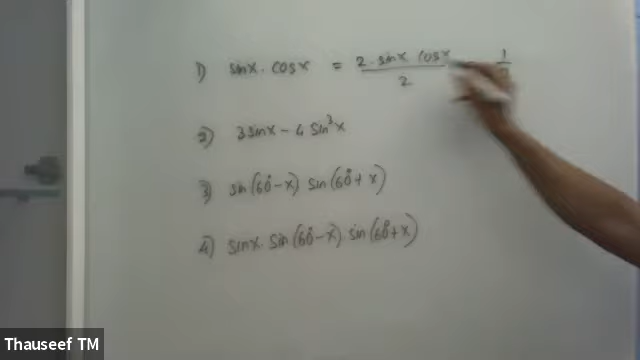 1) sinx . cosx = 2 . sinx cosx / 2 1
2) 3sinx - 4 sin³x
3) sin(60°-x) sin(60°+x)
4) sinx. sin(60°-x). sin(60°+x)
Thauseef TM